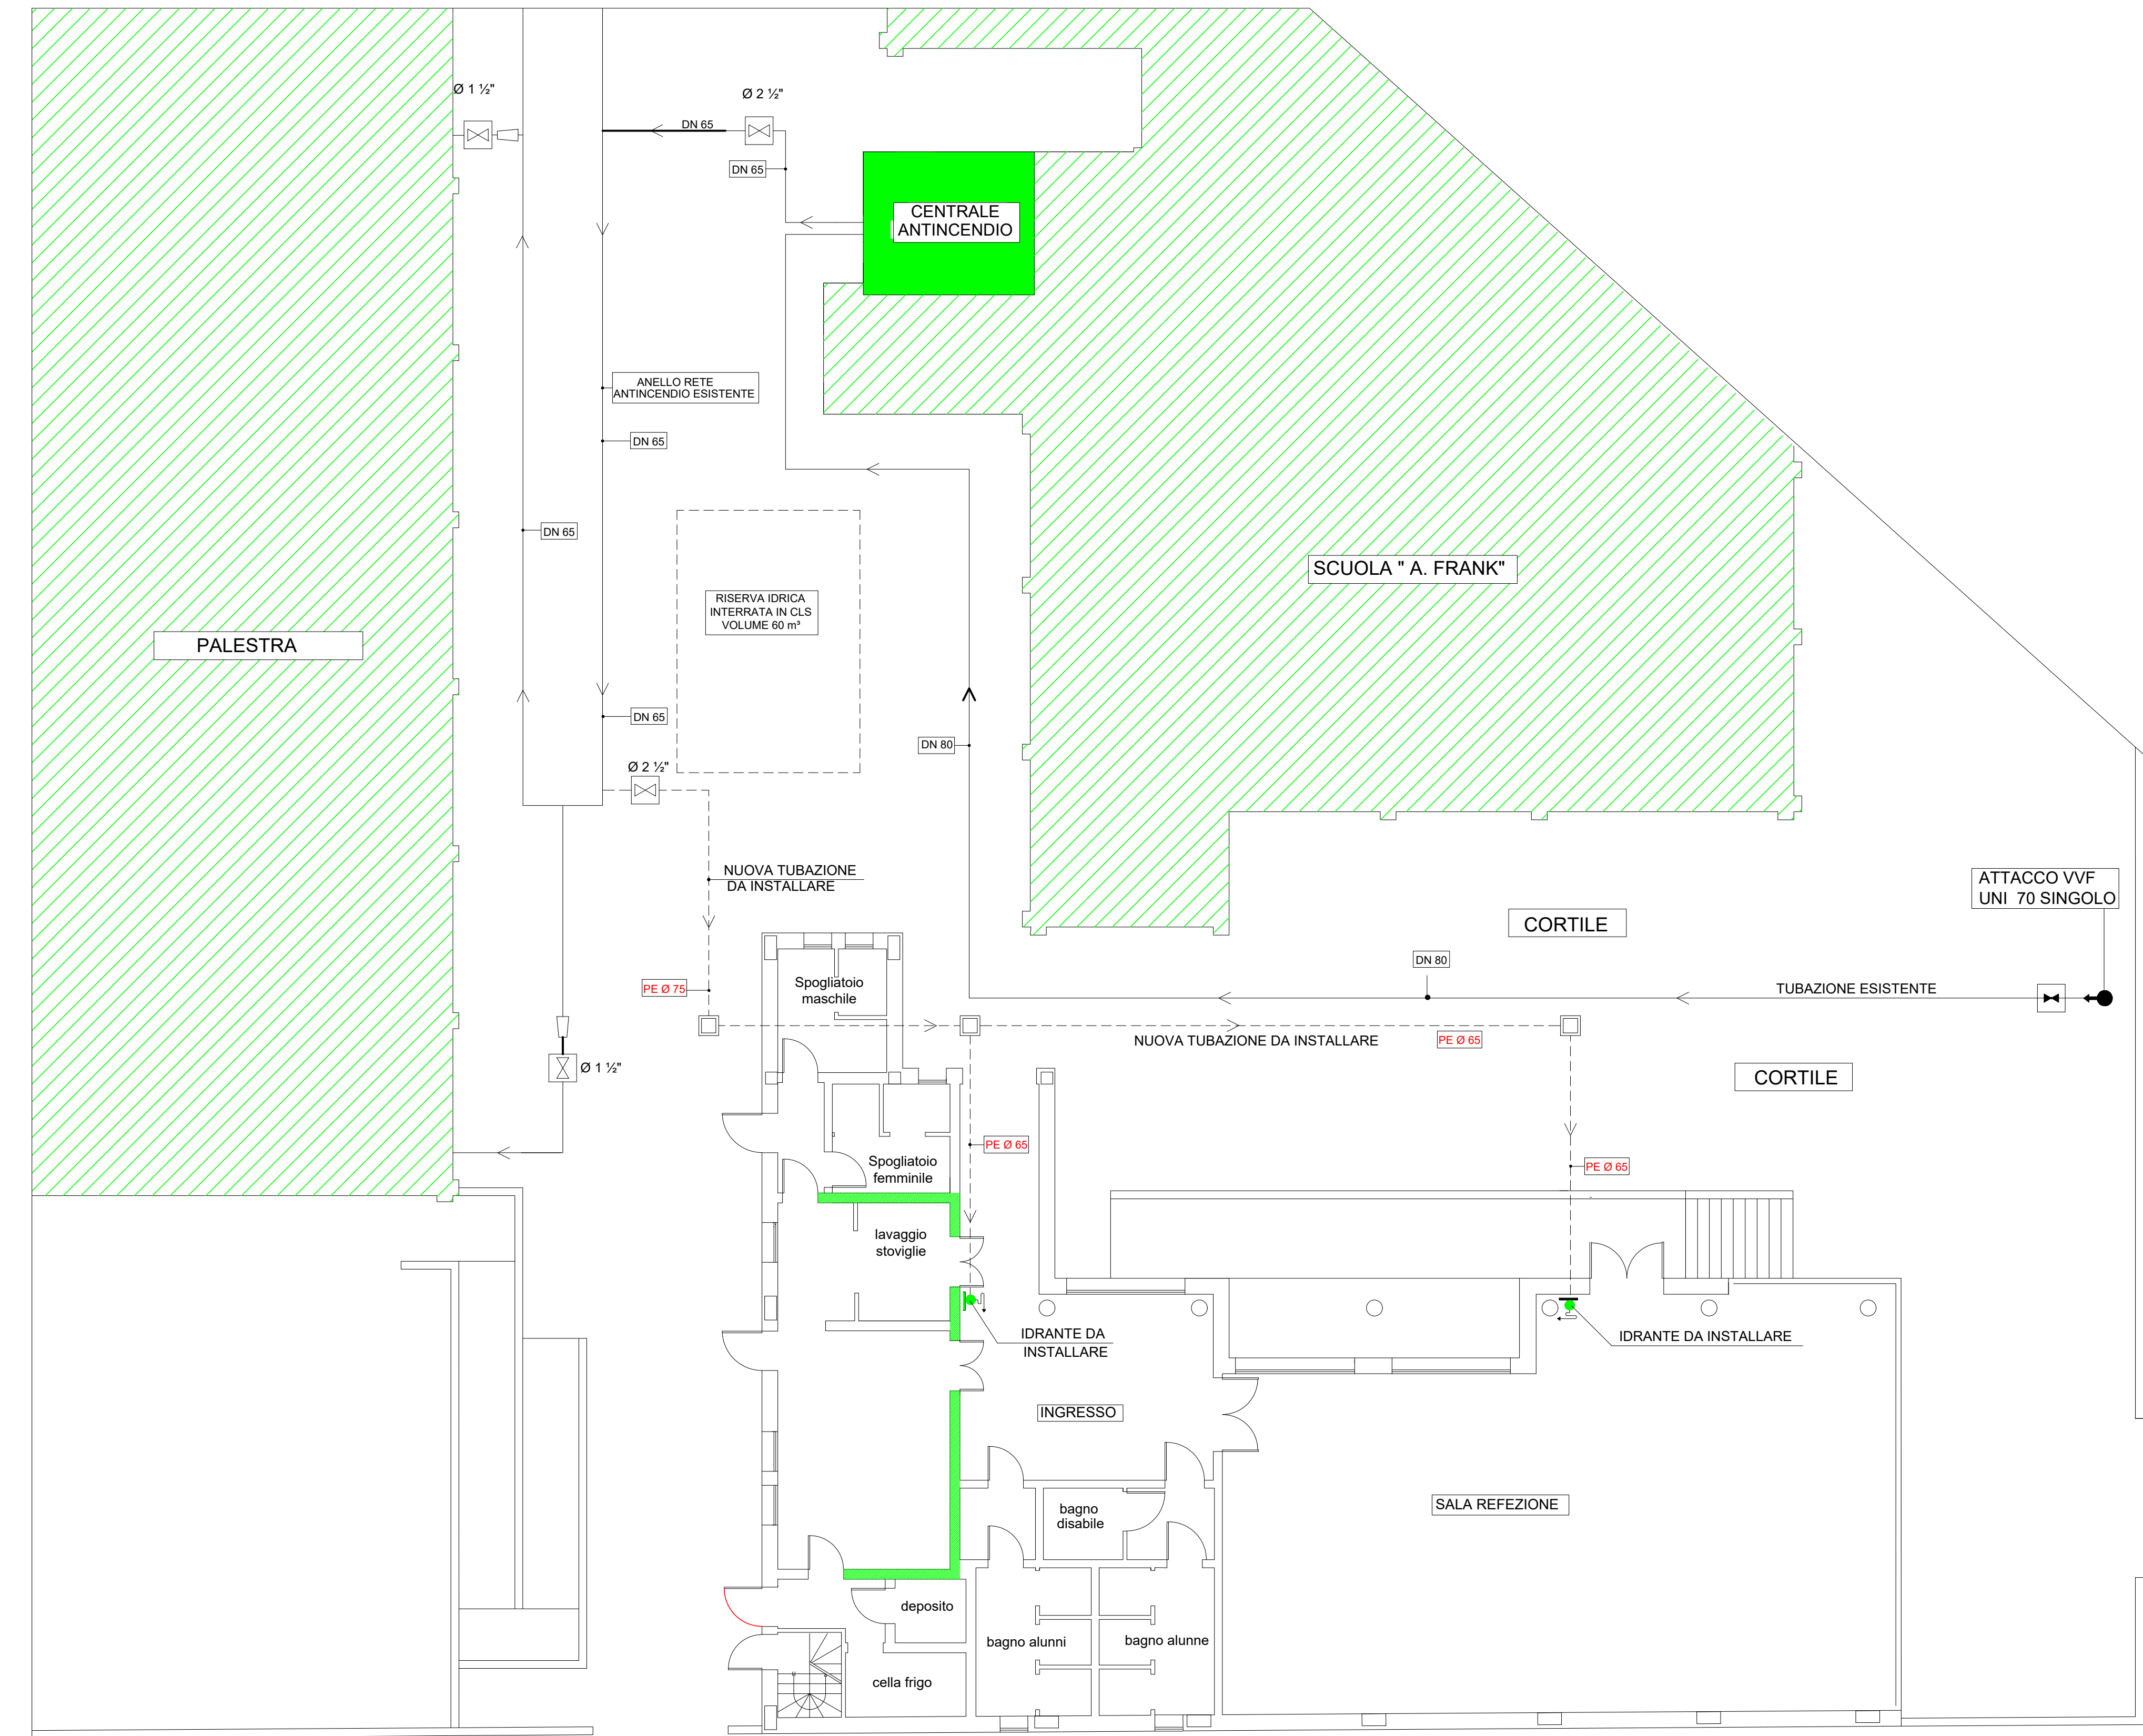 Ø 1 ½"
Ø 2 ½"
DN 65
DN 65
CENTRALE
ANTINCENDIO
ANELLO RETE
ANTINCENDIO ESISTENTE
DN 65
DN 65
SCUOLA " A. FRANK"
RISERVA IDRICA
INTERRATA IN CLS
VOLUME 60 m³
PALESTRA
DN 65
DN 80
Ø 2 ½"
NUOVA TUBAZIONE
DA INSTALLARE
ATTACCO VVF
UNI 70 SINGOLO
CORTILE
DN 80
Spogliatoio
maschile
PE Ø 75
TUBAZIONE ESISTENTE
NUOVA TUBAZIONE DA INSTALLARE
PE Ø 65
Ø 1 ½"
CORTILE
PE Ø 65
Spogliatoio
femminile
PE Ø 65
lavaggio
stoviglie
IDRANTE DA
INSTALLARE
IDRANTE DA INSTALLARE
INGRESSO
SALA REFEZIONE
bagno
disabile
deposito
bagno alunni
bagno alunne
cella frigo